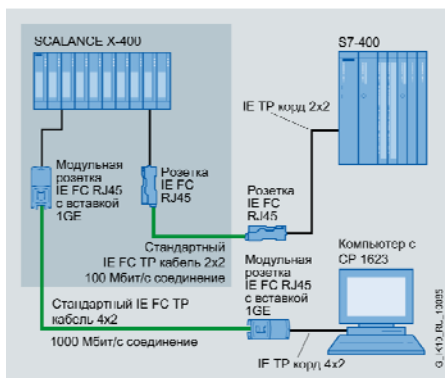 SCALANCE X-400
S7-400
IE TP корд 2x2
Модульная
розетка
IE FC RJ45
с вставкой
1GE
Розетка
IE FC
RJ45
Розетка
IE FC
RJ45
Стандартный
IE FC TP кабель 2x2
100 Мбит/с соединение
Стандартный IE FC TP
кабель 4x2
1000 Мбит/с соединение
Модульная
розетка
IE FC RJ45
с вставкой
1GE
Компьютер с
CP 1623
IE TP корд 4x2